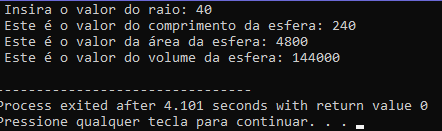 Insira o valor do raio: 40
Este é o valor do comprimento da esfera: 240
Este é o valor da área da esfera: 4800
Este é o valor do volume da esfera: 144000
--------------------------------
Process exited after 4.101 seconds with return value 0
Pressione qualquer tecla para continuar. . .